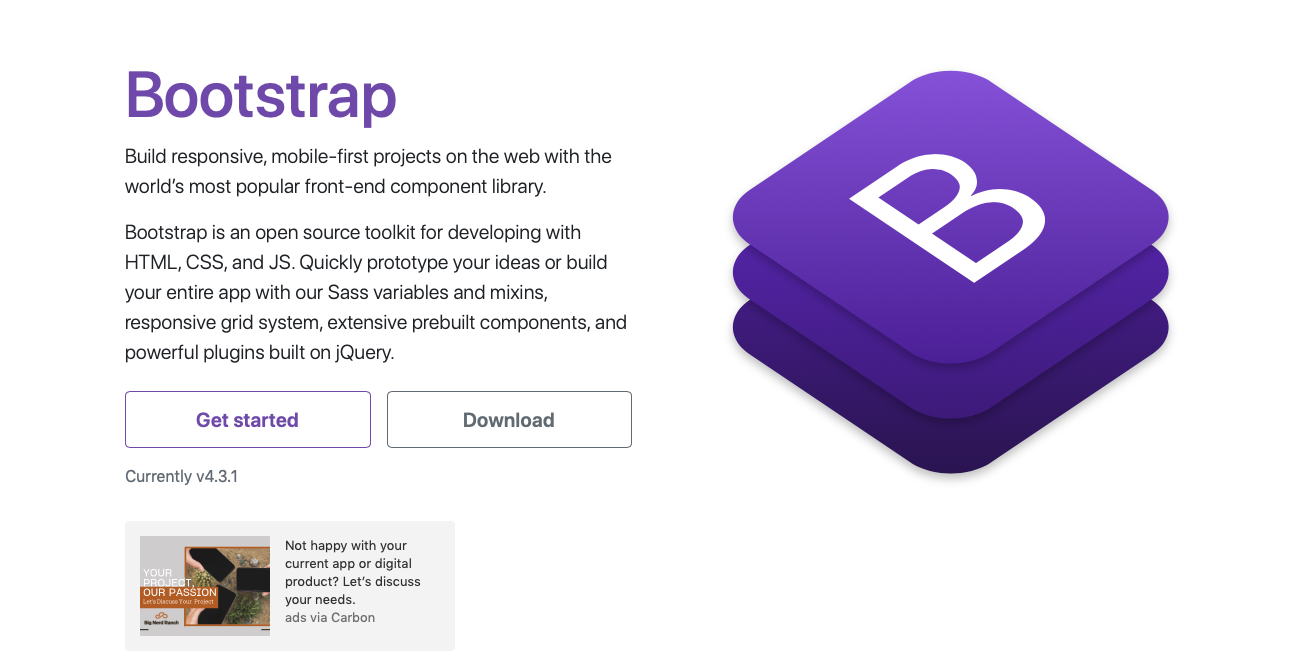 Bootstrap
Build responsive, mobile-first projects on the web with the
world’s most popular front-end component library.
Bootstrap is an open source toolkit for developing with
HTML, CSS, and JS. Quickly prototype your ideas or build
your entire app with our Sass variables and mixins,
responsive grid system, extensive prebuilt components, and
powerful plugins built on jQuery.
Get started
Download
Currently v4.3.1
YOUR
PROJECT,
OUR PASSION
Let's Discuss Your Project
Big Nerd Ranch
Not happy with your
current app or digital
product? Let’s discuss
your needs.
ads via Carbon
B